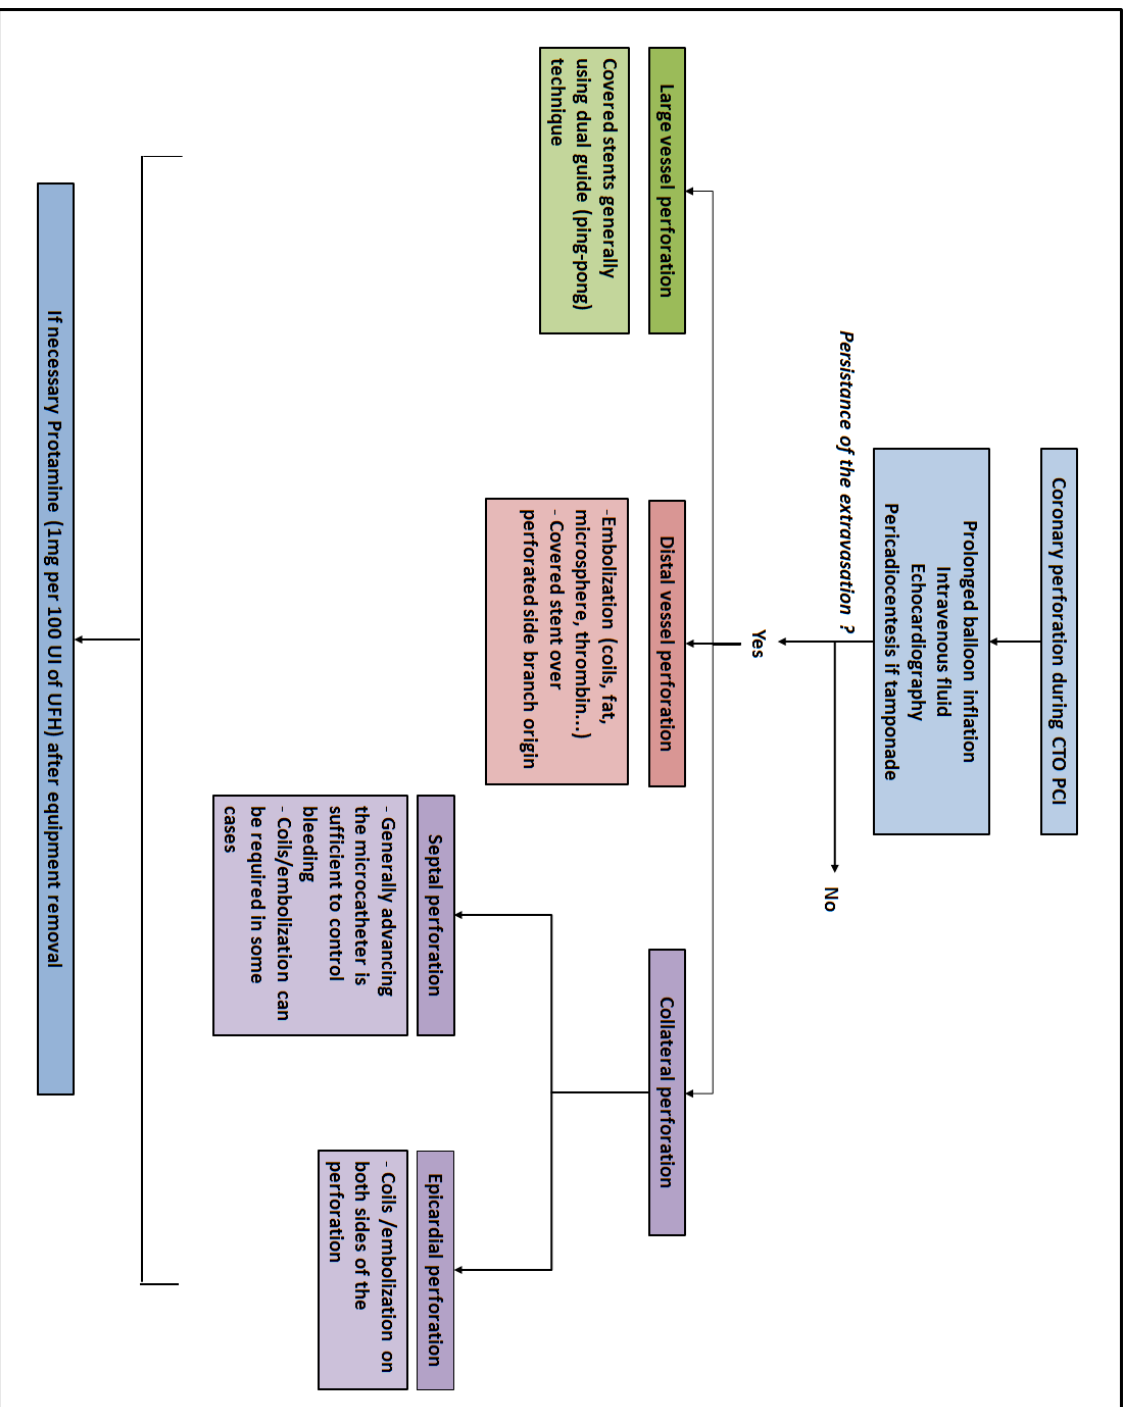 Coronary perforation during CTO PCI
Prolonged balloon inflation
Intravenous fluid
Echocardiography
Pericadiocentesis if tamponade
Persistance of the extravasation ?
No
Yes
Large vessel perforation
Covered stents generally
using dual guide (ping-pong)
technique
Distal vessel perforation
-Embolization (coils, fat,
microsphere, thrombin...)
- Covered stent over
perforated side branch origin
Collateral perforation
Septal perforation
- Generally advancing
the microcatheter is
sufficient to control
bleeding
- Coils/embolization can
be required in some
cases
Epicardial perforation
- Coils /embolization on
both sides of the
perforation
If necessary Protamine (1mg per 100 UI of UFH) after equipment removal